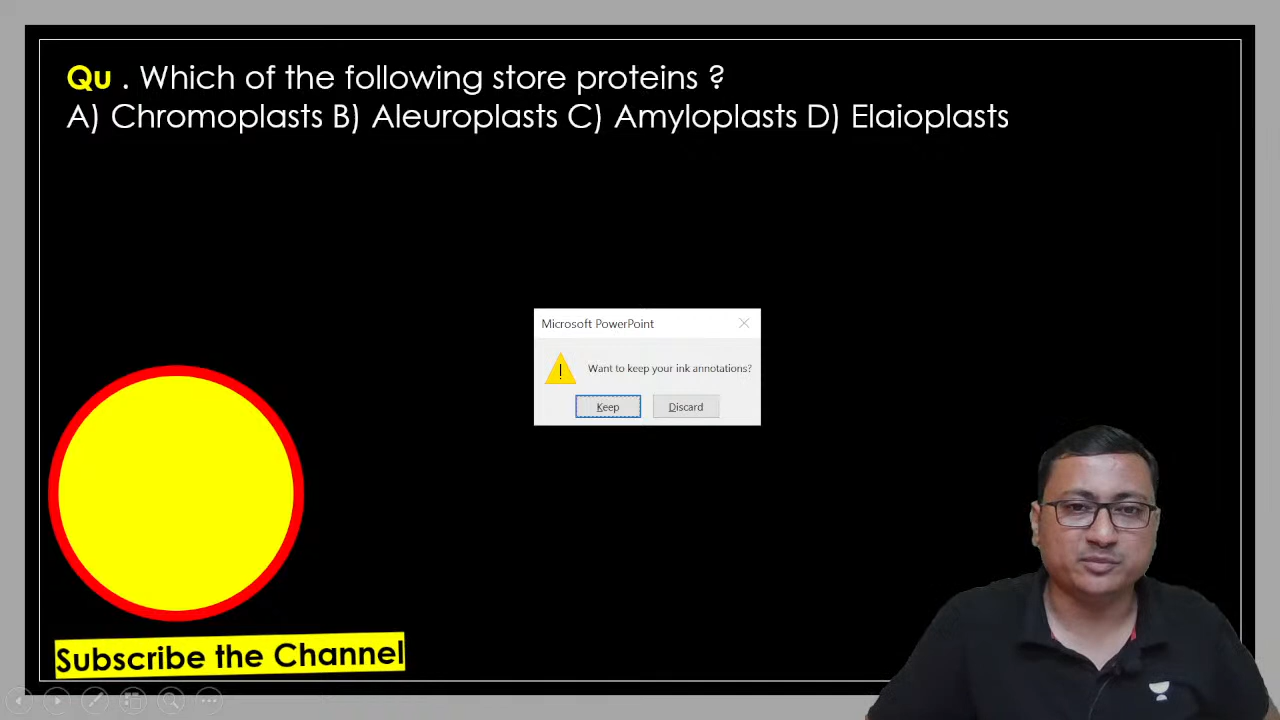 Qu . Which of the following store proteins ?
A) Chromoplasts B) Aleuroplasts C) Amyloplasts D) Elaioplasts
Microsoft PowerPoint
Want to keep your ink annotations?
Keep Discard
Subscribe the Channel